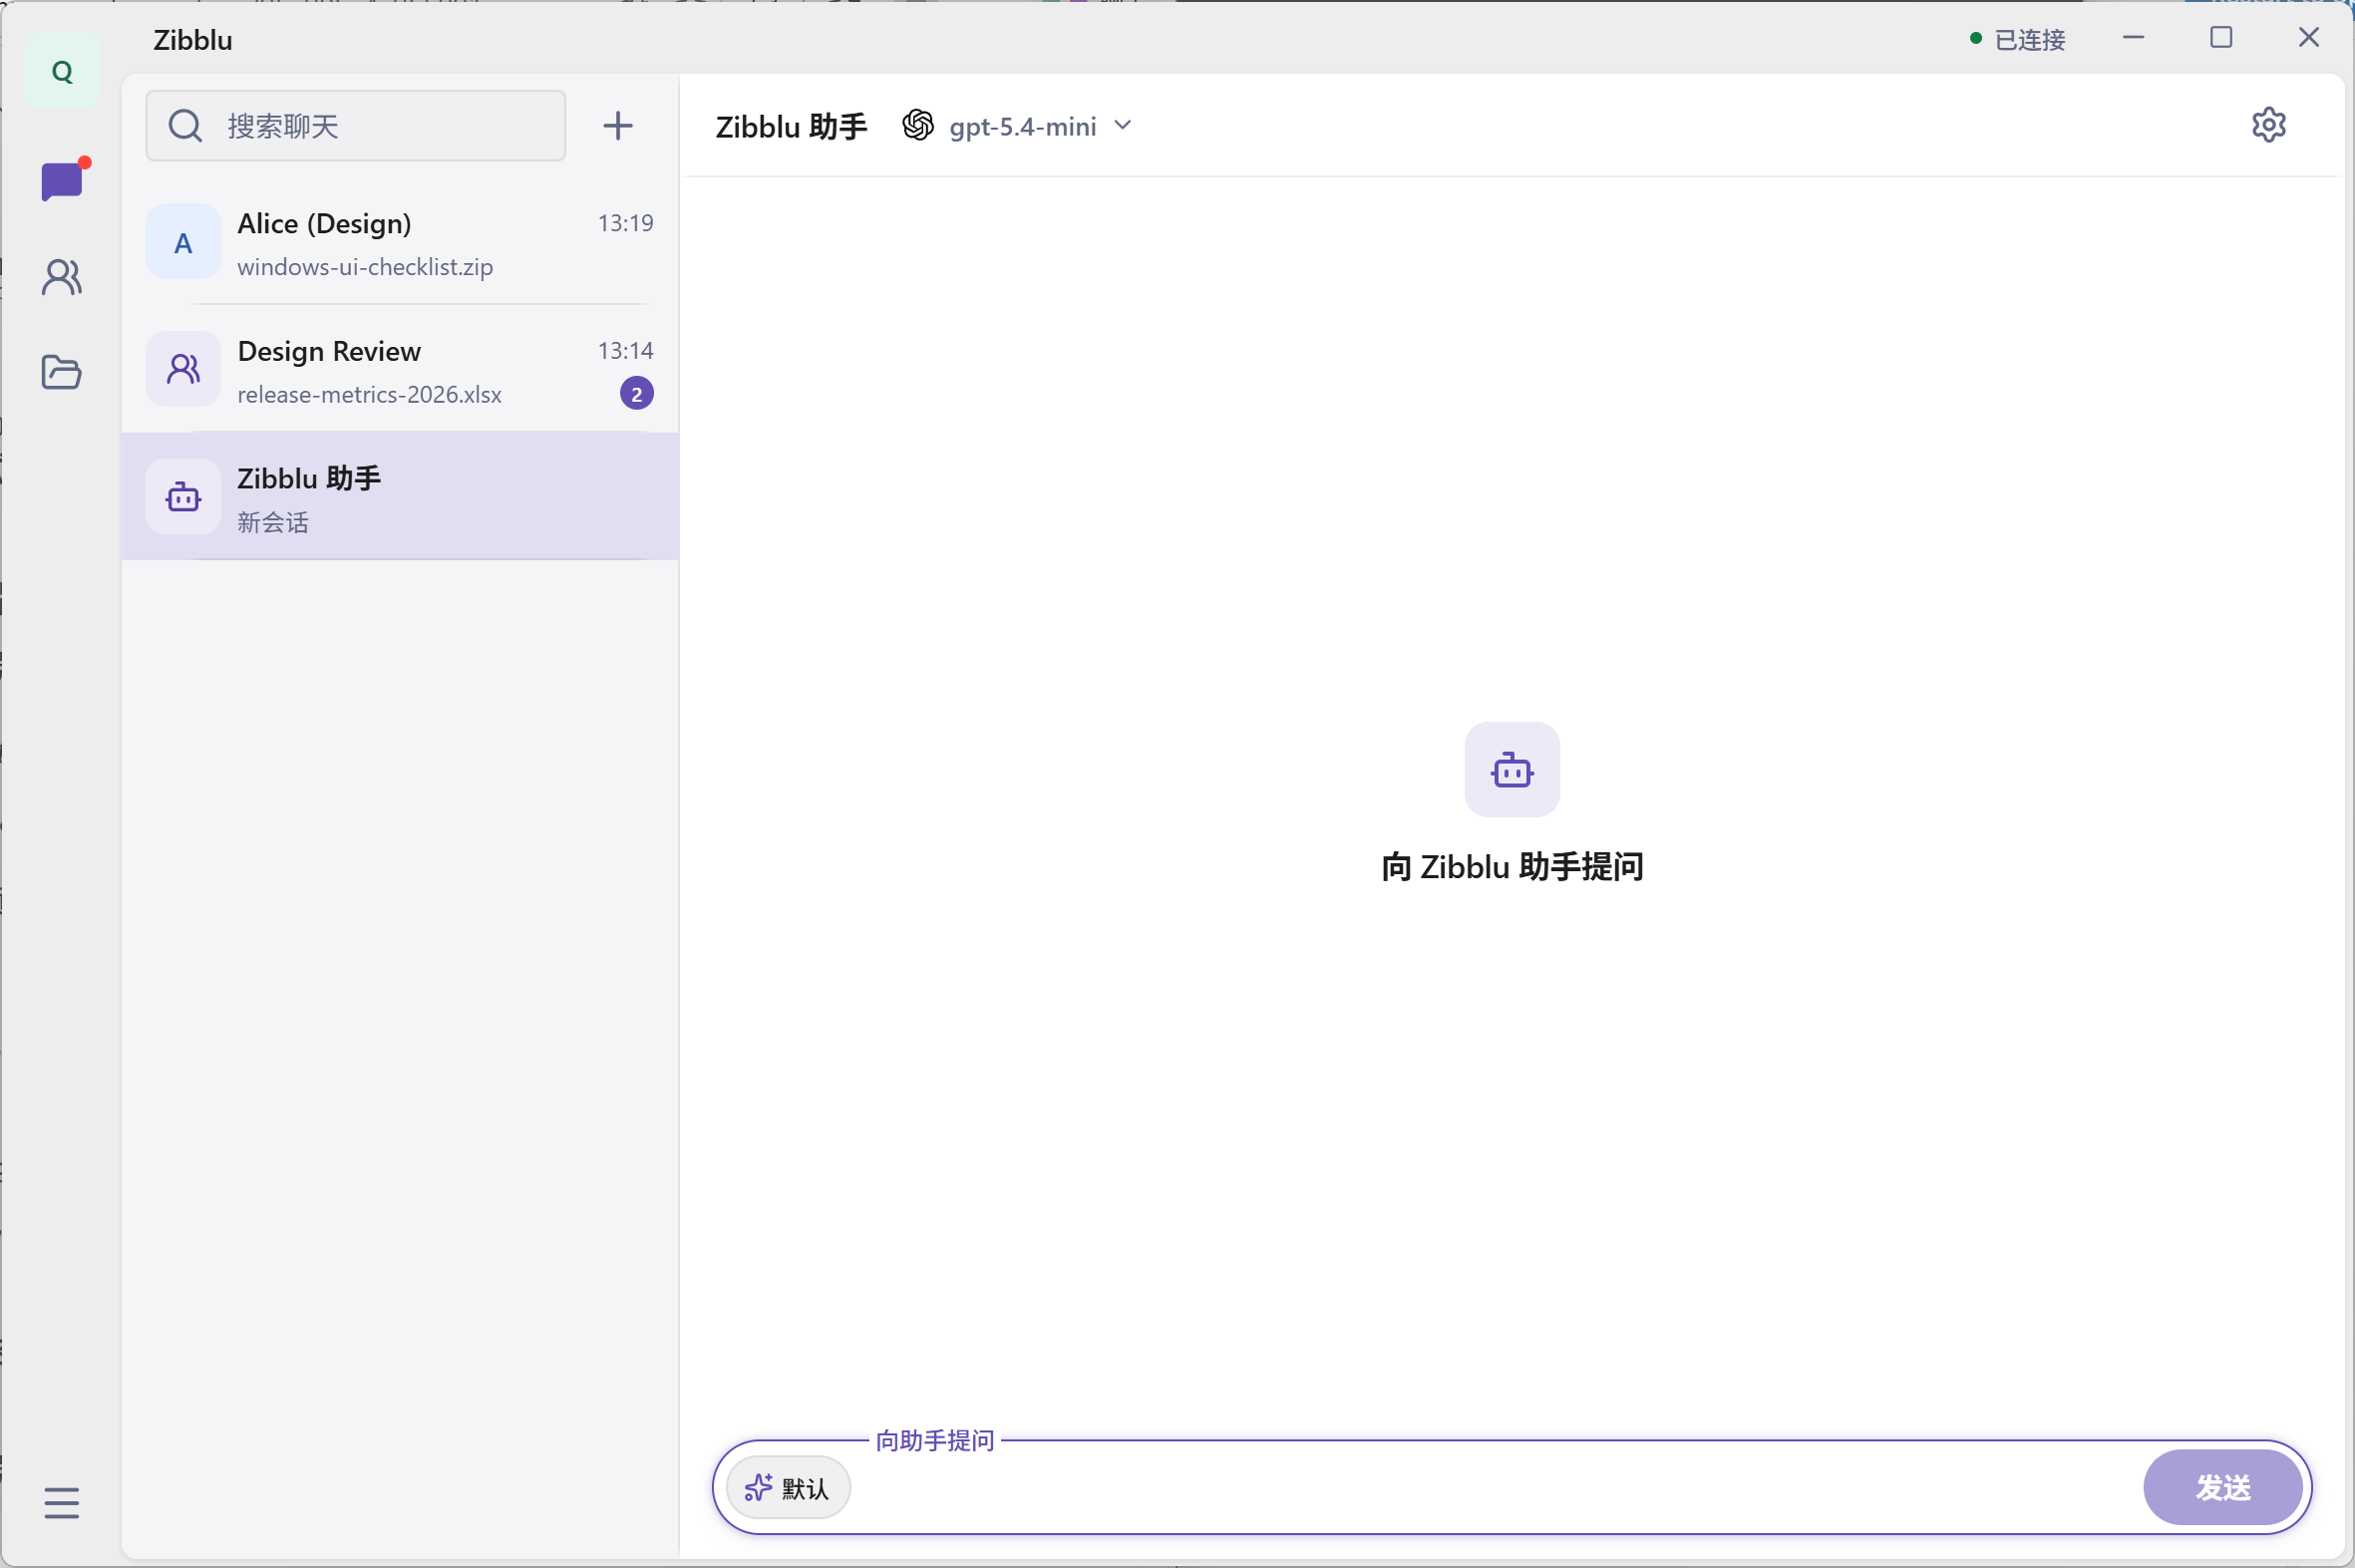 Zibblu
已连接
Q
搜索聊天
Zibblu 助手
gpt-5.4-mini
A
Alice (Design)
13:19
windows-ui-checklist.zip
Design Review
13:14
release-metrics-2026.xlsx
2
Zibblu 助手
新会话
向 Zibblu 助手提问
向助手提问
默认
发送